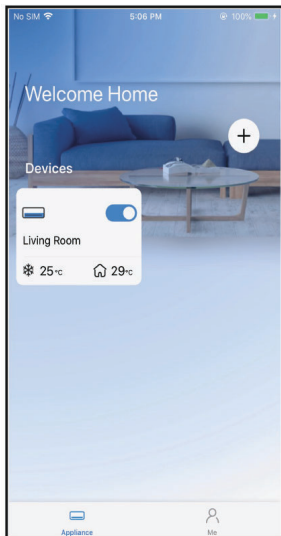 No SIM 5:06 PM 100%
Welcome Home
+
Devices
Living Room
25°C 29°C
Appliance Me